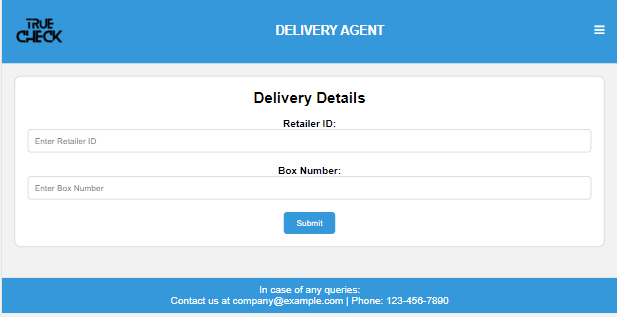 TRUE
CHECK
DELIVERY AGENT
Delivery Details
Retailer ID:
Enter Retailer ID
Box Number:
Enter Box Number
Submit
In case of any queries:
Contact us at company@example.com | Phone: 123-456-7890